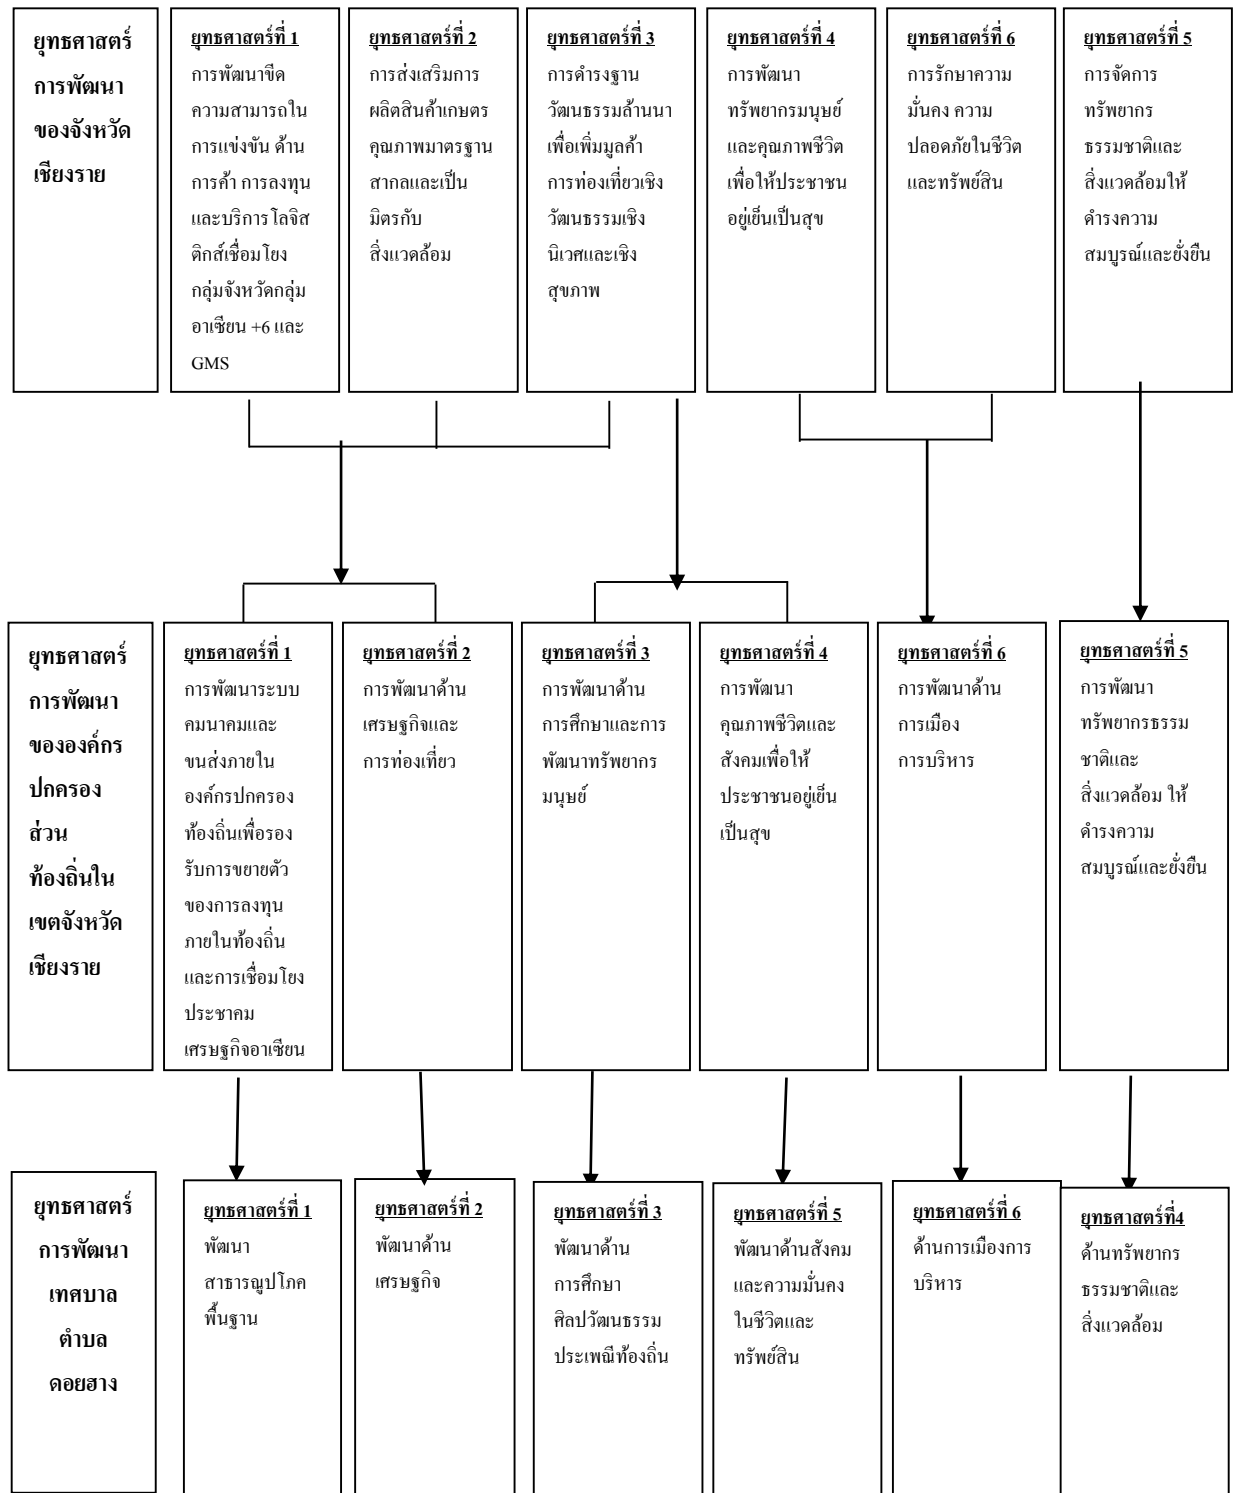 ยุทธศาสตร์
การพัฒนา
ของจังหวัด
เชียงราย
ยุทธศาสตร์ที่ 1
การพัฒนาขีด
ความสามารถใน
การแข่งขัน ด้าน
การค้า การลงทุน
และบริการโลจิส
ติกส์เชื่อมโยง
กลุ่มจังหวัดกลุ่ม
อาเซียน +6 และ
GMS
ยุทธศาสตร์ที่ 2
การส่งเสริมการ
ผลิตสินค้าเกษตร
คุณภาพมาตรฐาน
สากลและเป็น
มิตรกับ
สิ่งแวดล้อม
ยุทธศาสตร์ที่ 3
การดำรงฐาน
วัฒนธรรมล้านนา
เพื่อเพิ่มมูลค้า
การท่องเที่ยวเชิง
วัฒนธรรมเชิง
นิเวศและเชิง
สุขภาพ
ยุทธศาสตร์ที่ 4
การพัฒนา
ทรัพยากรมนุษย์
และคุณภาพชีวิต
เพื่อให้ประชาชน
อยู่เย็นเป็นสุข
ยุทธศาสตร์ที่ 6
การรักษาความ
มั่นคง ความ
ปลอดภัยในชีวิต
และทรัพย์สิน
ยุทธศาสตร์ที่ 5
การจัดการ
ทรัพยากร
ธรรมชาติและ
สิ่งแวดล้อมให้
ดำรงความ
สมบูรณ์และยั่งยืน
ยุทธศาสตร์
การพัฒนา
ขององค์กร
ปกครอง
ส่วน
ท้องถิ่นใน
เขตจังหวัด
เชียงราย
ยุทธศาสตร์ที่ 1
การพัฒนาระบบ
คมนาคมและ
ขนส่งภายใน
องค์กรปกครอง
ท้องถิ่นเพื่อรอง
รับการขยายตัว
ของการลงทุน
ภายในท้องถิ่น
และการเชื่อมโยง
ประชาคม
เศรษฐกิจอาเซียน
ยุทธศาสตร์ที่ 2
การพัฒนาด้าน
เศรษฐกิจและ
การท่องเที่ยว
ยุทธศาสตร์ที่ 3
การพัฒนาด้าน
การศึกษาและการ
พัฒนาทรัพยากร
มนุษย์
ยุทธศาสตร์ที่ 4
การพัฒนา
คุณภาพชีวิตและ
สังคมเพื่อให้
ประชาชนอยู่เย็น
เป็นสุข
ยุทธศาสตร์ที่ 6
การพัฒนาด้าน
การเมือง
การบริหาร
ยุทธศาสตร์ที่ 5
การพัฒนา
ทรัพยากรธรรม
ชาติและ
สิ่งแวดล้อม ให้
ดำรงความ
สมบูรณ์และยั่งยืน
ยุทธศาสตร์
การพัฒนา
เทศบาล
ตำบล
ดอยฮาง
ยุทธศาสตร์ที่ 1
พัฒนา
สาธารณูปโภค
พื้นฐาน
ยุทธศาสตร์ที่ 2
พัฒนาด้าน
เศรษฐกิจ
ยุทธศาสตร์ที่ 3
พัฒนาด้าน
การศึกษา
ศิลปวัฒนธรรม
ประเพณีท้องถิ่น
ยุทธศาสตร์ที่ 5
พัฒนาด้านสังคม
และความมั่นคง
ในชีวิตและ
ทรัพย์สิน
ยุทธศาสตร์ที่ 6
ด้านการเมืองการ
บริหาร
ยุทธศาสตร์ที่4
ด้านทรัพยากร
ธรรมชาติและ
สิ่งแวดล้อม